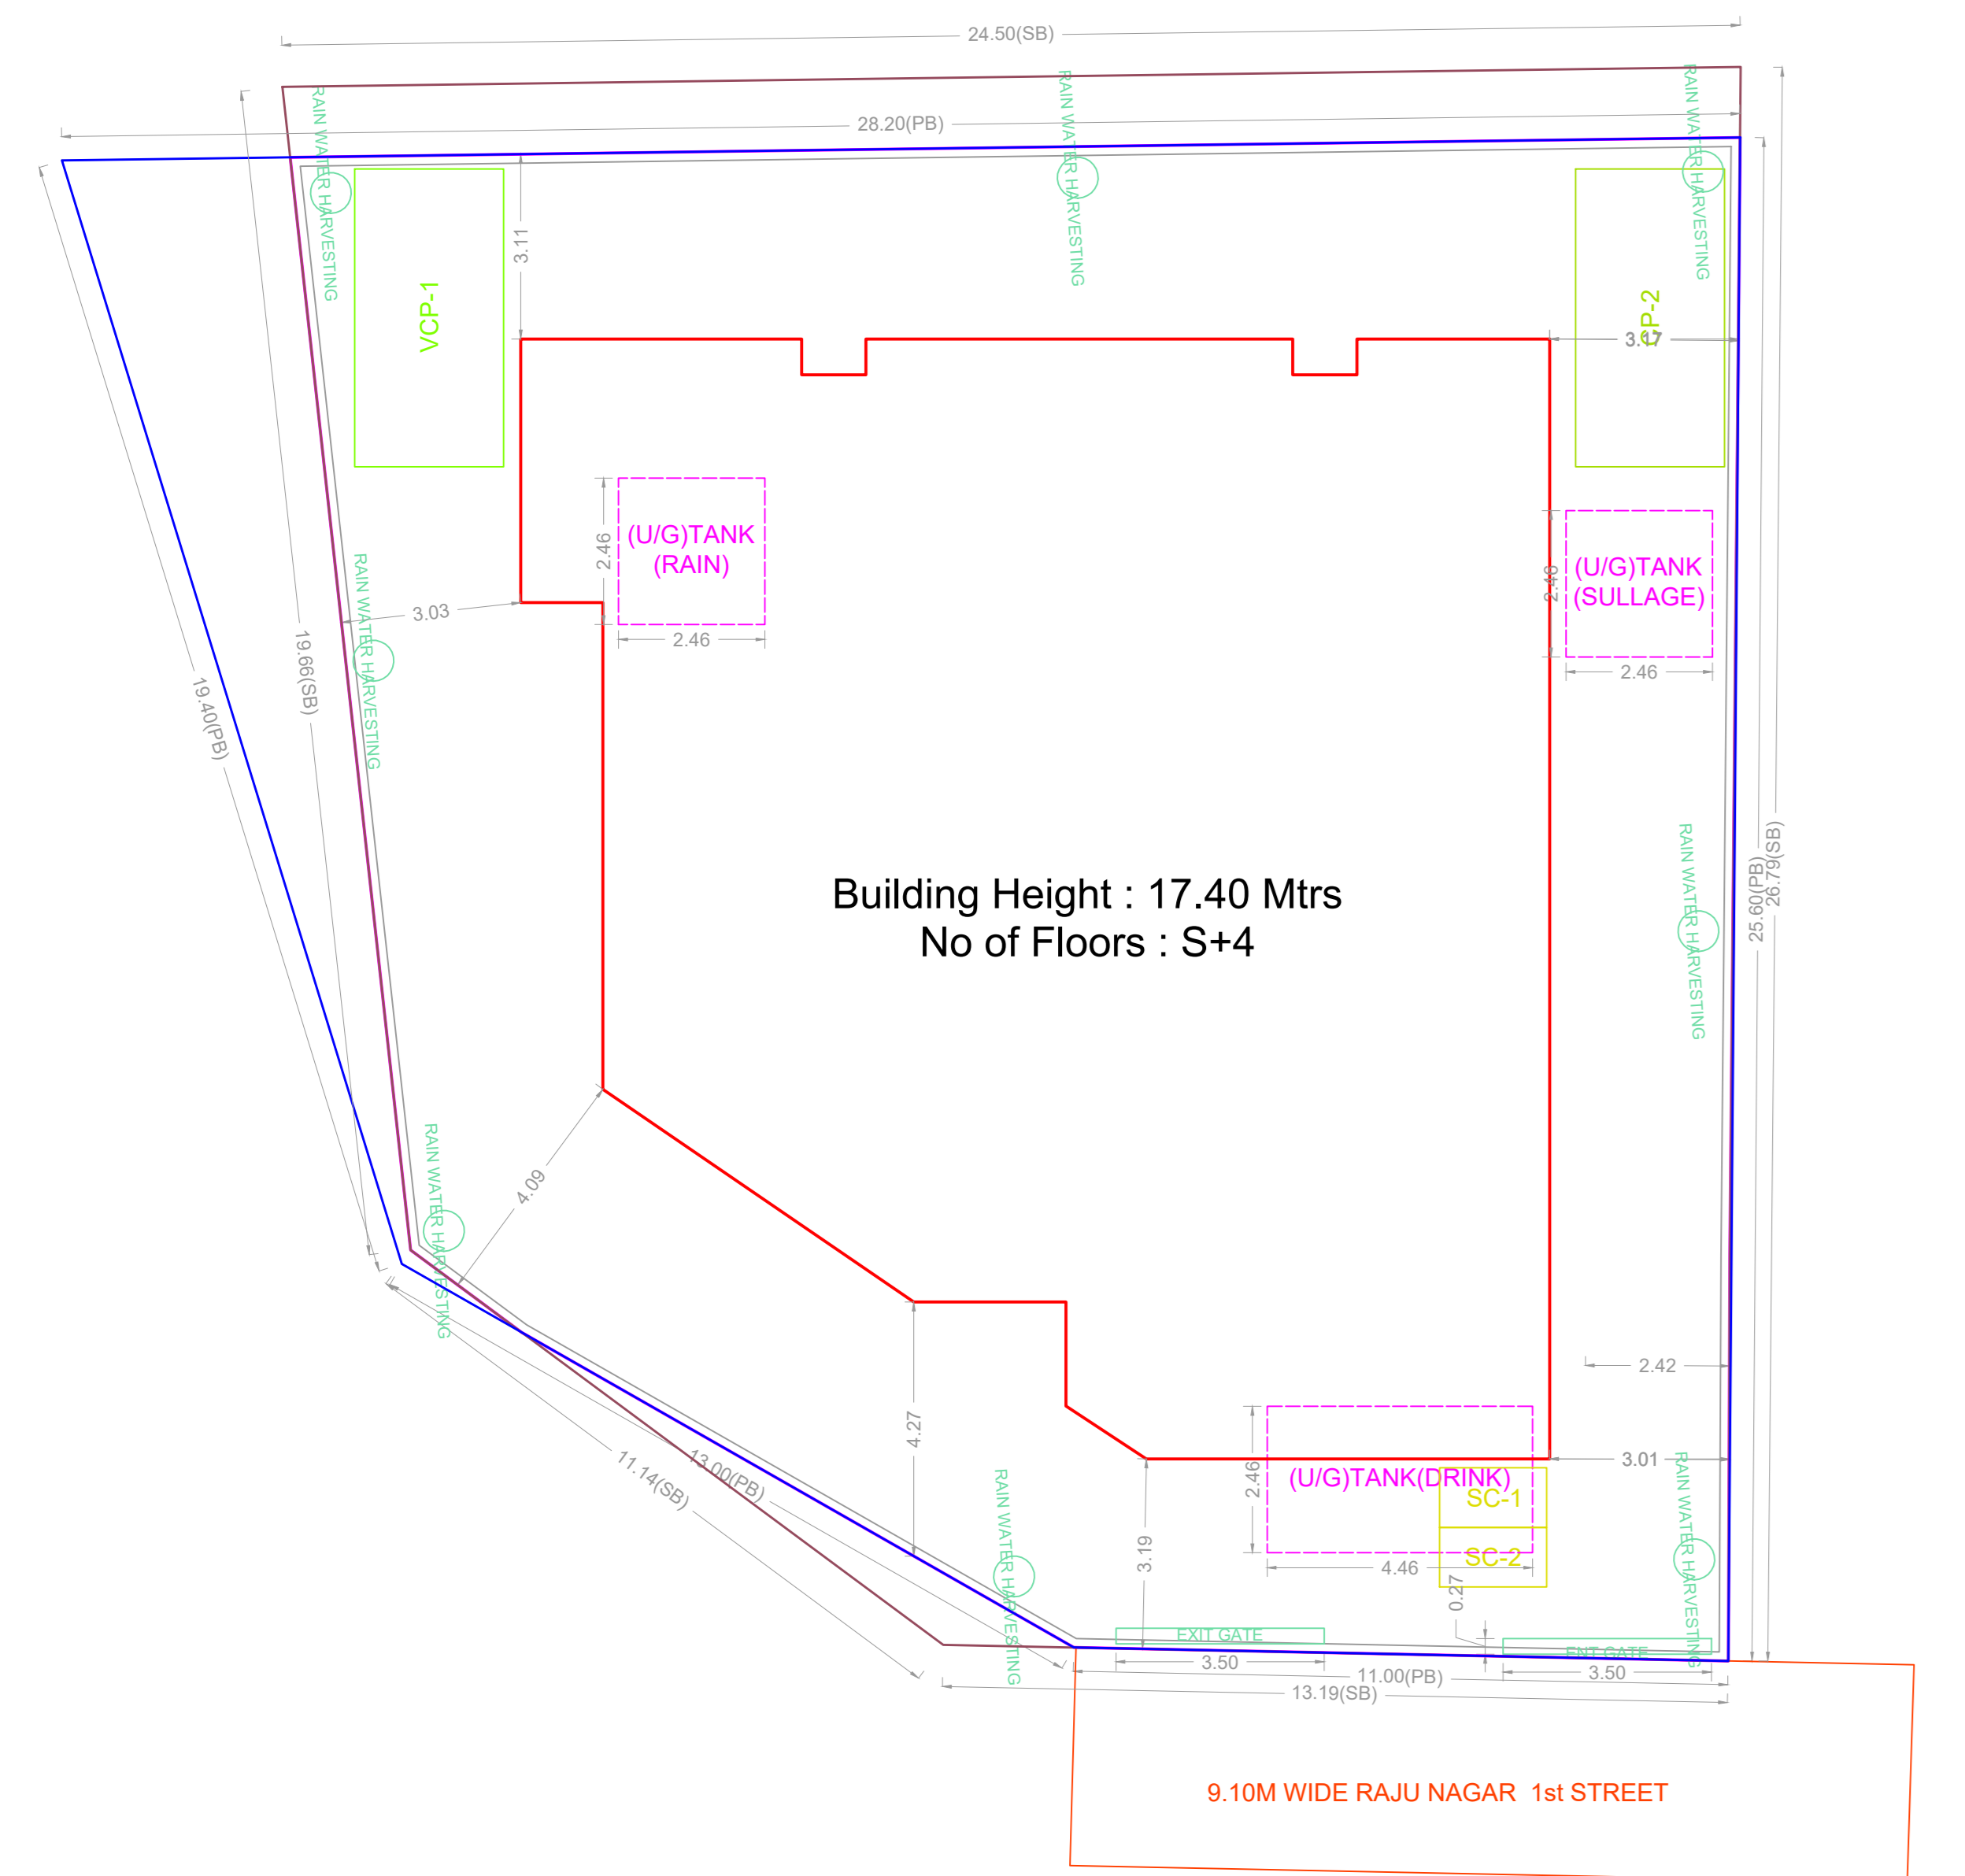 24.50(SB)
28.20(PB)
RAIN WATER HARVESTING
RAIN WATER HARVESTING
RAIN WATER HARVESTING
3.11
VCP-1
CP-2
3.17
2.46
(U/G)TANK
(RAIN)
2.46
2.46
(U/G)TANK
(SULLAGE)
2.46
3.03
RAIN WATER HARVESTING
19.66(SB)
19.40(PB)
Building Height : 17.40 Mtrs
No of Floors : S+4
25.60(PB)
26.79(SB)
RAIN WATER HARVESTING
4.09
RAIN WATER HARVESTING
2.42
4.27
11.14(SB)
13.00(PB)
3.01
2.46
(U/G)TANK(DRINK)
SC-1
SC-2
3.19
4.46
0.27
RAIN WATER HARVESTING
RAIN WATER HARVESTING
EXIT GATE
ENT GATE
3.50
3.50
11.00(PB)
13.19(SB)
9.10M WIDE RAJU NAGAR 1st STREET